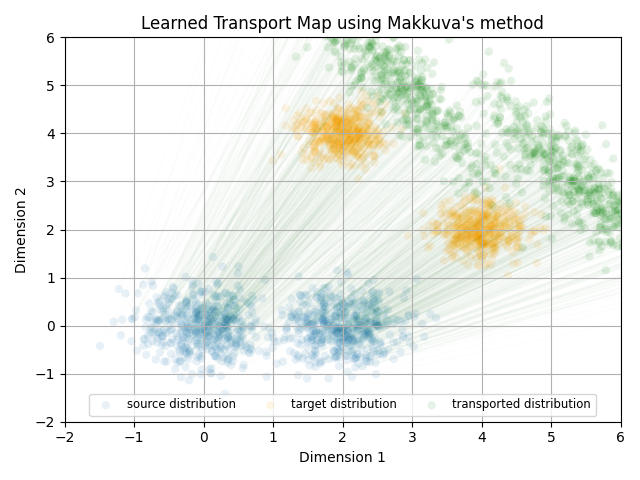 Learned Transport Map using Makkuva's method
Dimension 2
6
5
4
3
2
1
0
−1
−2
source distribution target distribution transported distribution
−2 −1 0 1 2 3 4 5 6
Dimension 1